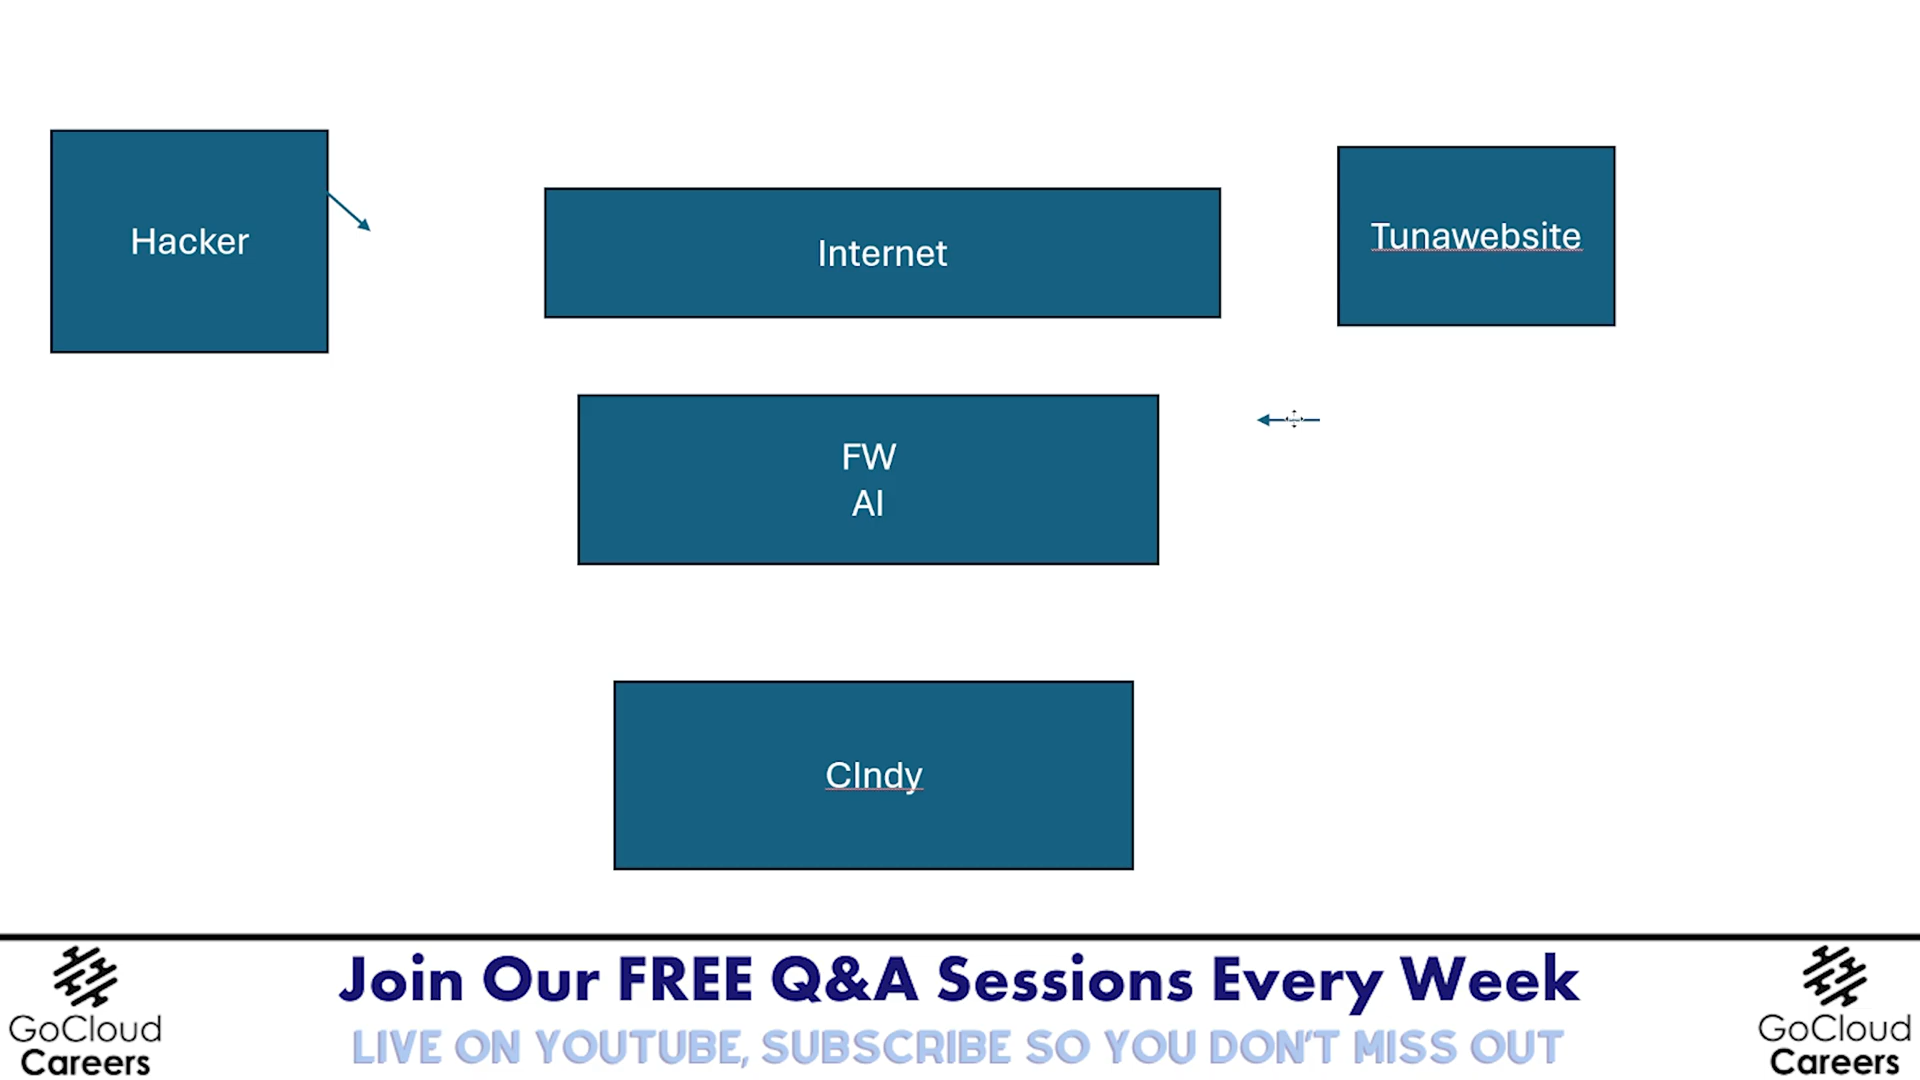 Hacker
Internet
Tunawebsite
FW
AI
CIndy
Join Our FREE Q&A Sessions Every Week
LIVE ON YOUTUBE, SUBSCRIBE SO YOU DON'T MISS OUT
GoCloud
Careers
GoCloud
Careers